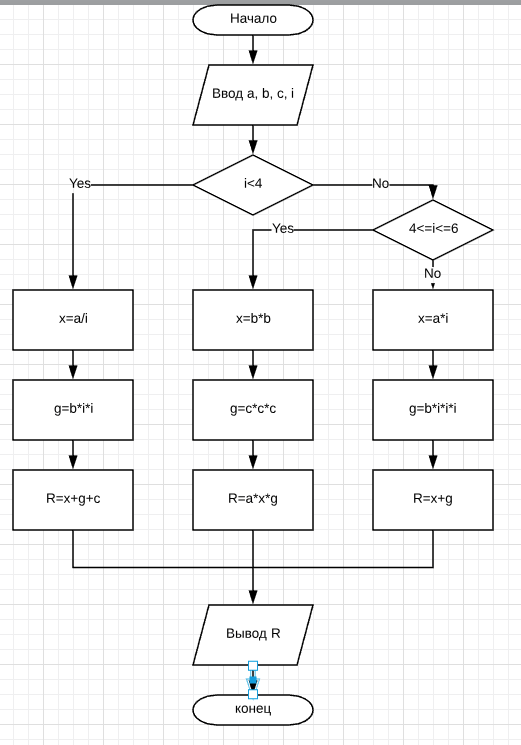 Начало
Ввод a, b, c, i
i<4
Yes
No
4<=i<=6
Yes
No
x=a/i
x=b*b
x=a*i
g=b*i*i
g=c*c*c
g=b*i*i*i
R=x+g+c
R=a*x*g
R=x+g
Вывод R
конец